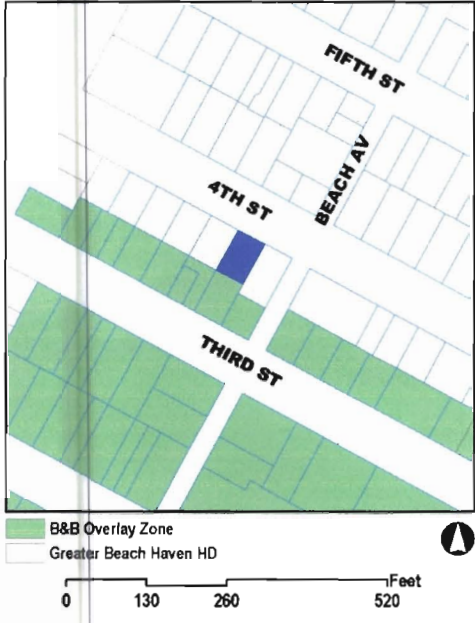 FIFTH ST
BEACH AV
4TH ST
THIRD ST
B&B Overlay Zone
Greater Beach Haven HD
Feet
0 130 260 520